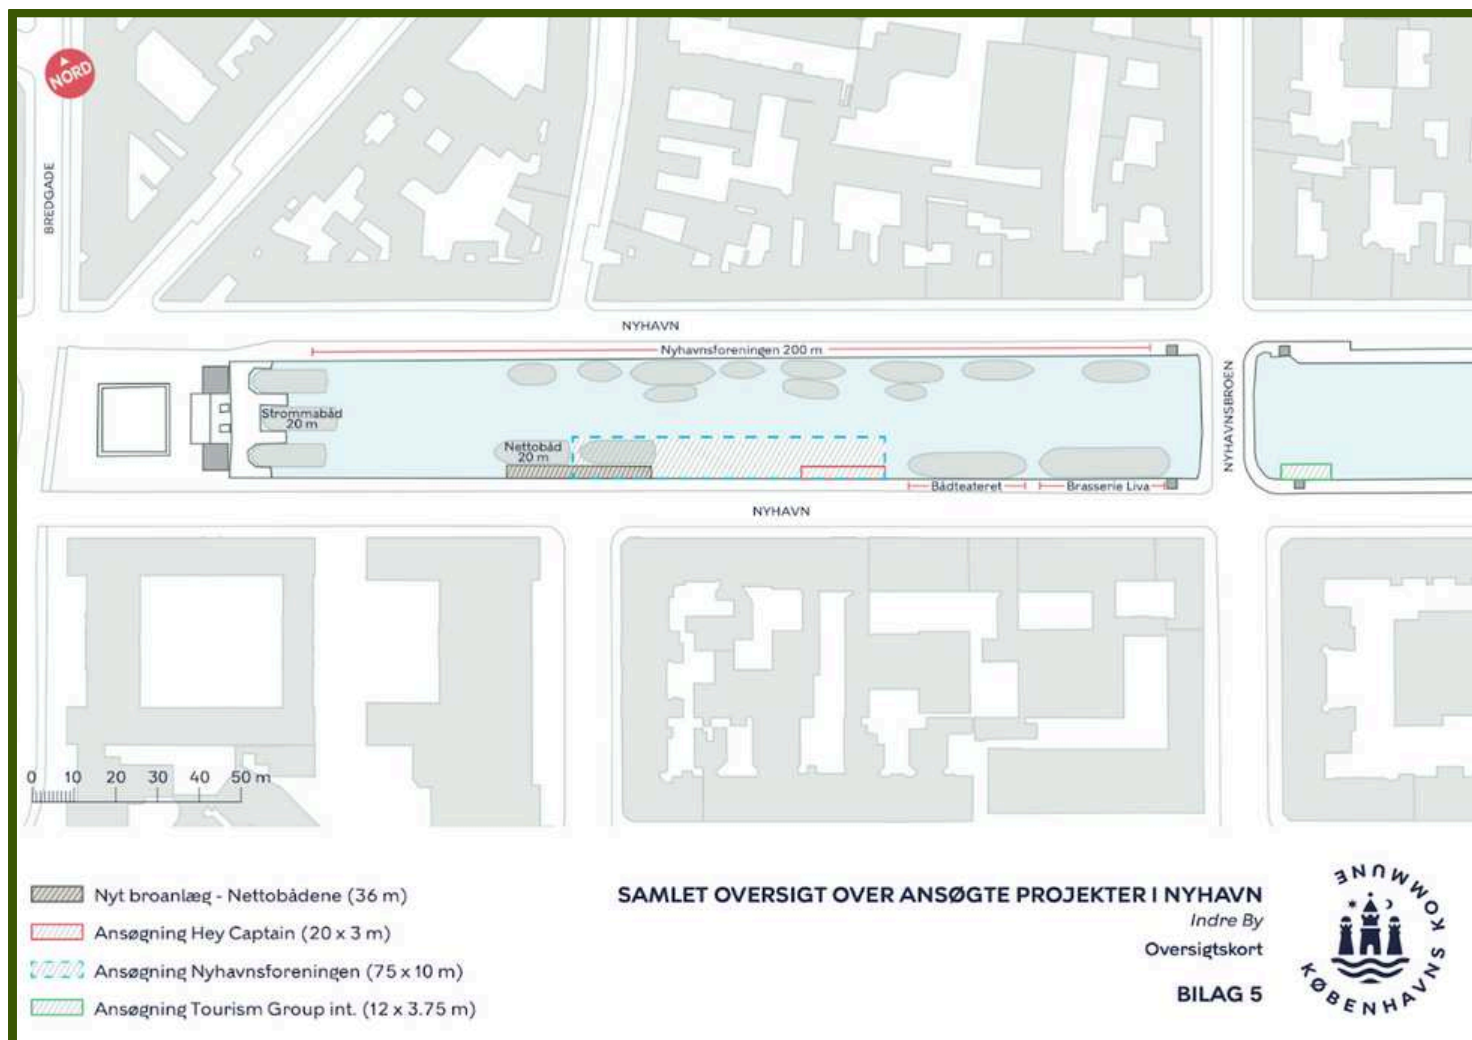 NORD
BREDGADE
NYHAVN
Nyhavnsforeningen 200 m
NYHAVNSBROEN
Strommabåd
20 m
Nettobåd
20 m
Bådteateret
Brasserie Liva
NYHAVN
0 10 20 30 40 50 m
Nyt broanlæg - Nettobådene (36 m)
Ansøgning Hey Captain (20 x 3 m)
Ansøgning Nyhavnsforeningen (75 x 10 m)
Ansøgning Tourism Group int. (12 x 3.75 m)
SAMLET OVERSIGT OVER ANSØGTE PROJEKTER I NYHAVN
Indre By
Oversigtskort
BILAG 5
KØBENHAVNS KOMMUNE